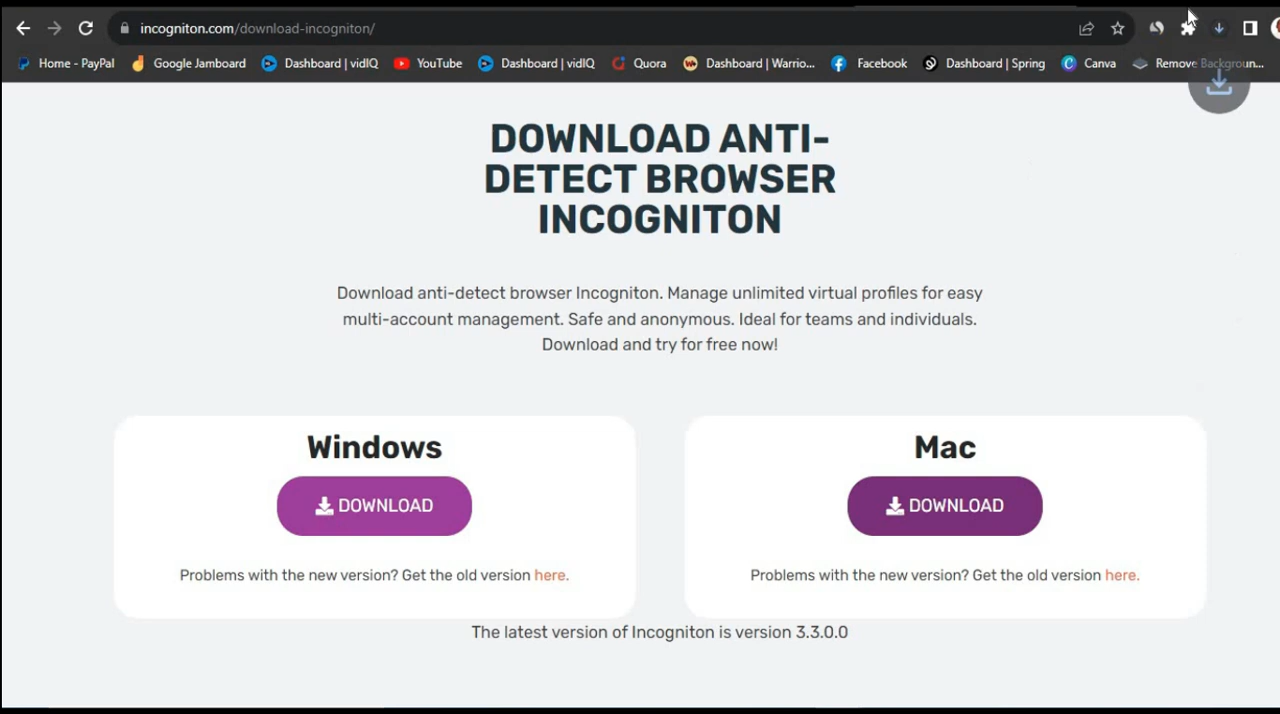 incogniton.com/download-incogniton/
Home - PayPal Google Jamboard Dashboard | vidIQ YouTube Dashboard | vidIQ Quora Dashboard | Warrio... Facebook Dashboard | Spring Canva Remove Backgroun...
DOWNLOAD ANTI-
DETECT BROWSER
INCOGNITON
Download anti-detect browser Incogniton. Manage unlimited virtual profiles for easy
multi-account management. Safe and anonymous. Ideal for teams and individuals.
Download and try for free now!
Windows
DOWNLOAD
Problems with the new version? Get the old version here.
Mac
DOWNLOAD
Problems with the new version? Get the old version here.
The latest version of Incogniton is version 3.3.0.0